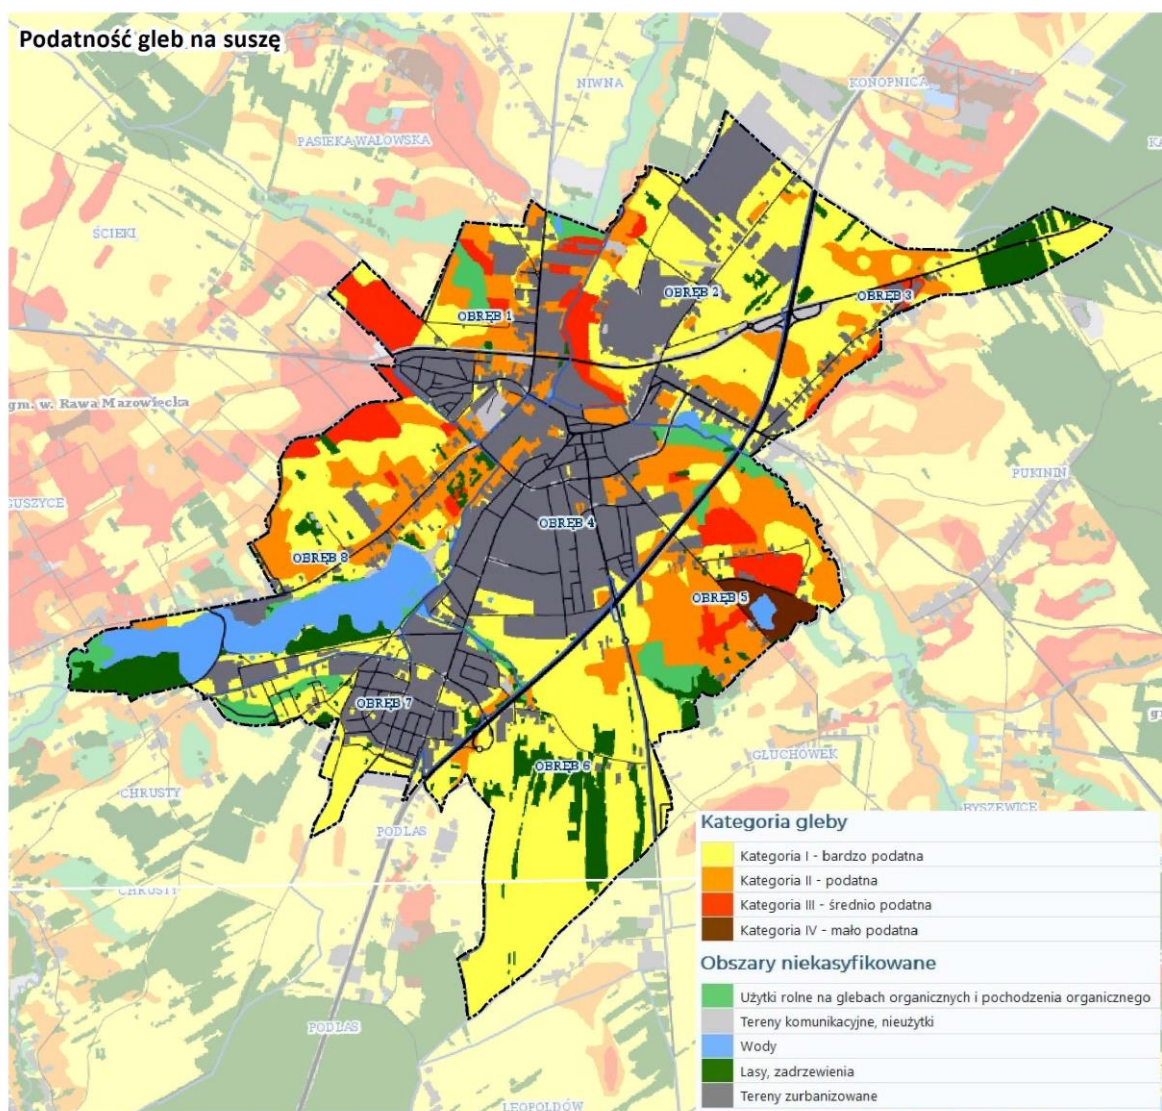 Podatność gleb na suszę
NIWNA
KONOPNICA
PASIEKA WAŁOWSKA
ŚCIEKI
OBRĘB 2
OBRĘB 3
OBRĘB 1
gm. w. Rawa Mazowiecka
PUKININ
GUSZYCE
OBRĘB 4
OBRĘB 8
OBRĘB 5
OBRĘB 7
GŁUCHÓWEK
OBRĘB 6
CHRUSTY
BYSZEWICE
PODLAS
Kategoria gleby
Kategoria I - bardzo podatna
Kategoria II - podatna
CHRUSTY
Kategoria III - średnio podatna
Kategoria IV - mało podatna
Obszary niekasyfikowane
Użytki rolne na glebach organicznych i pochodzenia organicznego
Tereny komunikacyjne, nieużytki
PODLAS
Wody
Lasy, zadrzewienia
Tereny zurbanizowane
LEOPOLDÓW